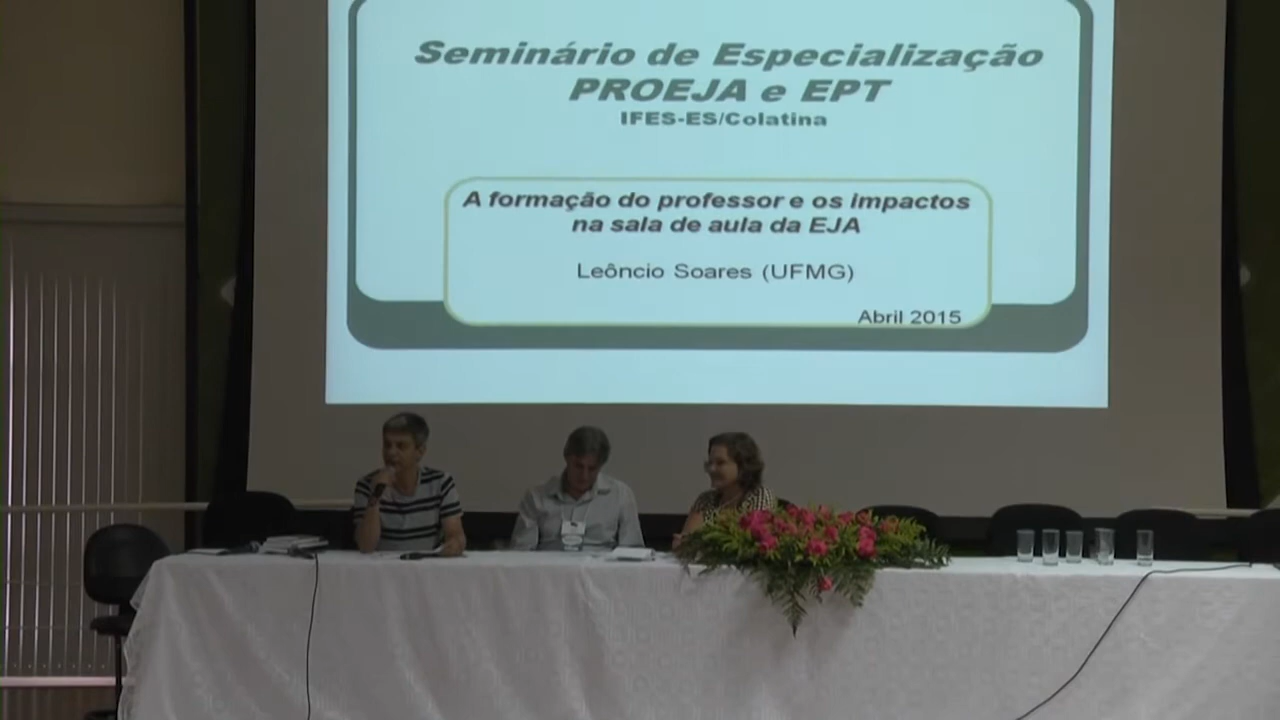 Seminário de Especialização
PROEJA e EPT
IFES-ES/Colatina
A formação do professor e os impactos
na sala de aula da EJA
Leôncio Soares (UFMG)
Abril 2015